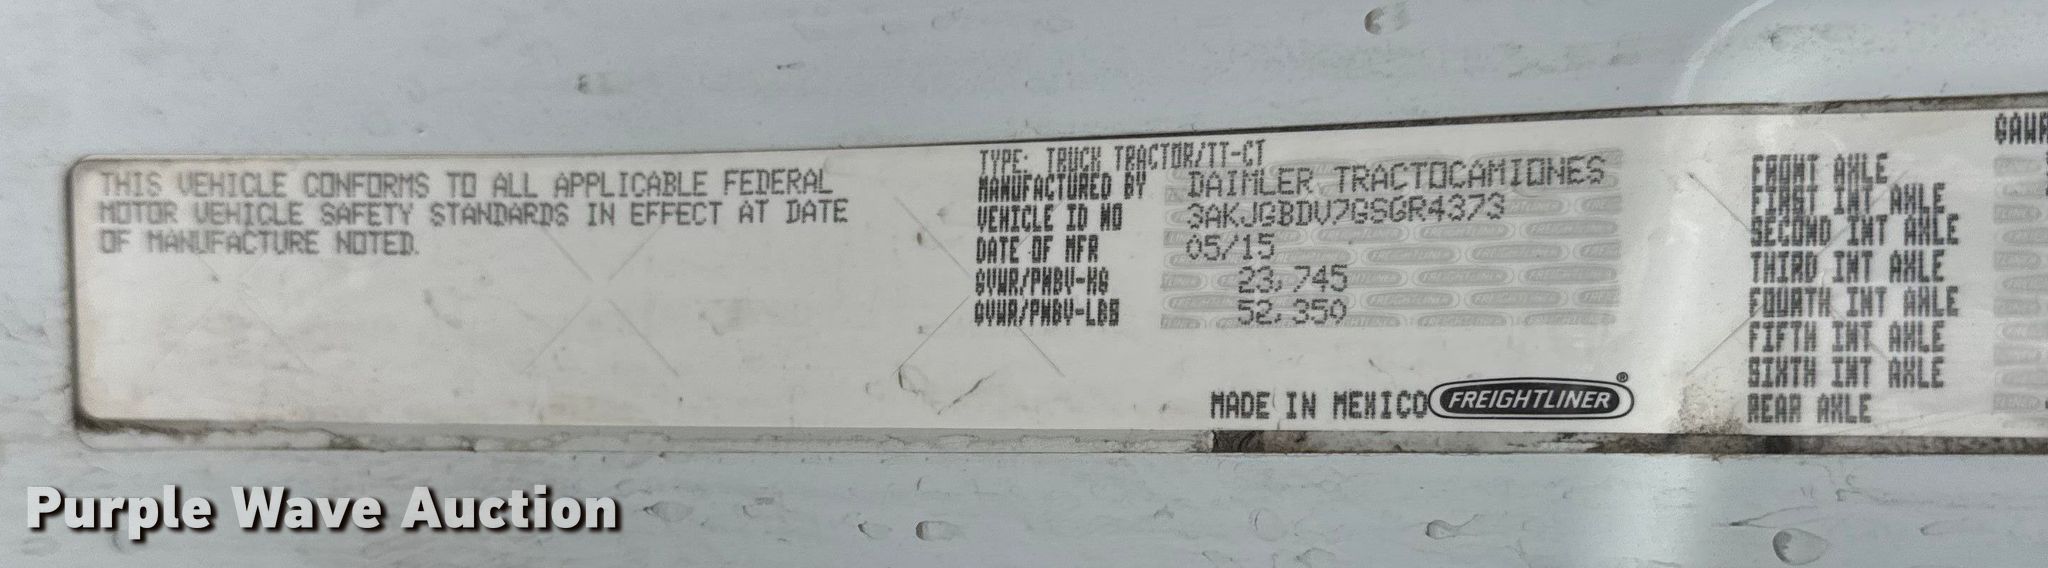 THIS VEHICLE CONFORMS TO ALL APPLICABLE FEDERAL
MOTOR VEHICLE SAFETY STANDARDS IN EFFECT AT DATE
OF MANUFACTURE NOTED.
TYPE: TRUCK TRACTOR/TT-CT
MANUFACTURED BY DAIMLER TRACTOCAMIONES
VEHICLE ID NO 3AKJGBDV7GSGR4373
DATE OF MFR 05/15
GVWR/PNBV-KG 23,745
GVWR/PNBV-LBS 52,350
MADE IN MEXICO FREIGHTLINER®
GAWR
FRONT AXLE
FIRST INT AXLE
SECOND INT AXLE
THIRD INT AXLE
FOURTH INT AXLE
FIFTH INT AXLE
SIXTH INT AXLE
REAR AXLE
Purple Wave Auction